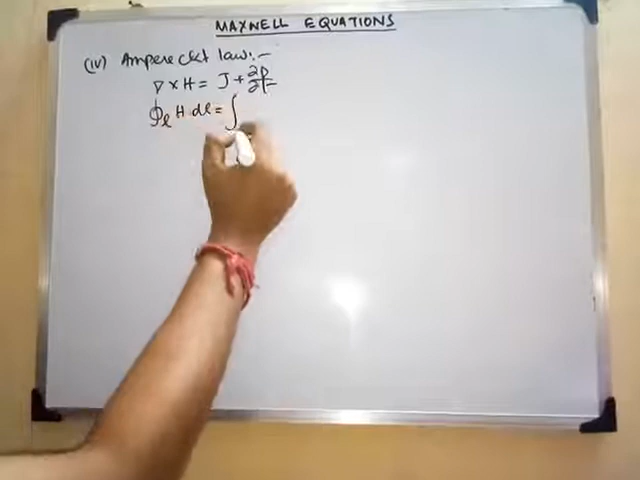 MAXWELL EQUATIONS
(iv) Ampere ckt law:-
∇ × H = J + ∂D/∂t
∮ₗ H dl = ∫